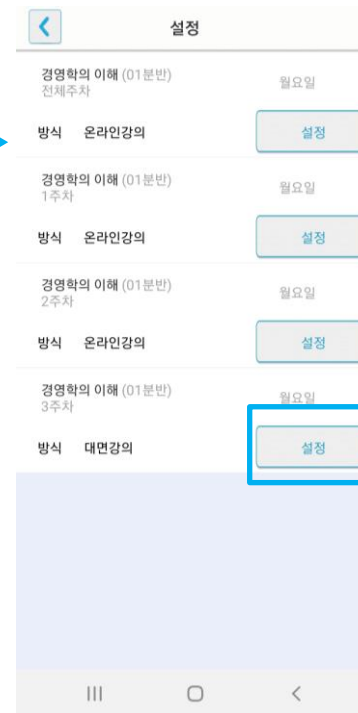 설정
경영학의 이해 (01분반)
전체주차
월요일
방식 온라인강의
설정
경영학의 이해 (01분반)
1주차
월요일
방식 온라인강의
설정
경영학의 이해 (01분반)
2주차
월요일
방식 온라인강의
설정
경영학의 이해 (01분반)
3주차
월요일
방식 대면강의
설정